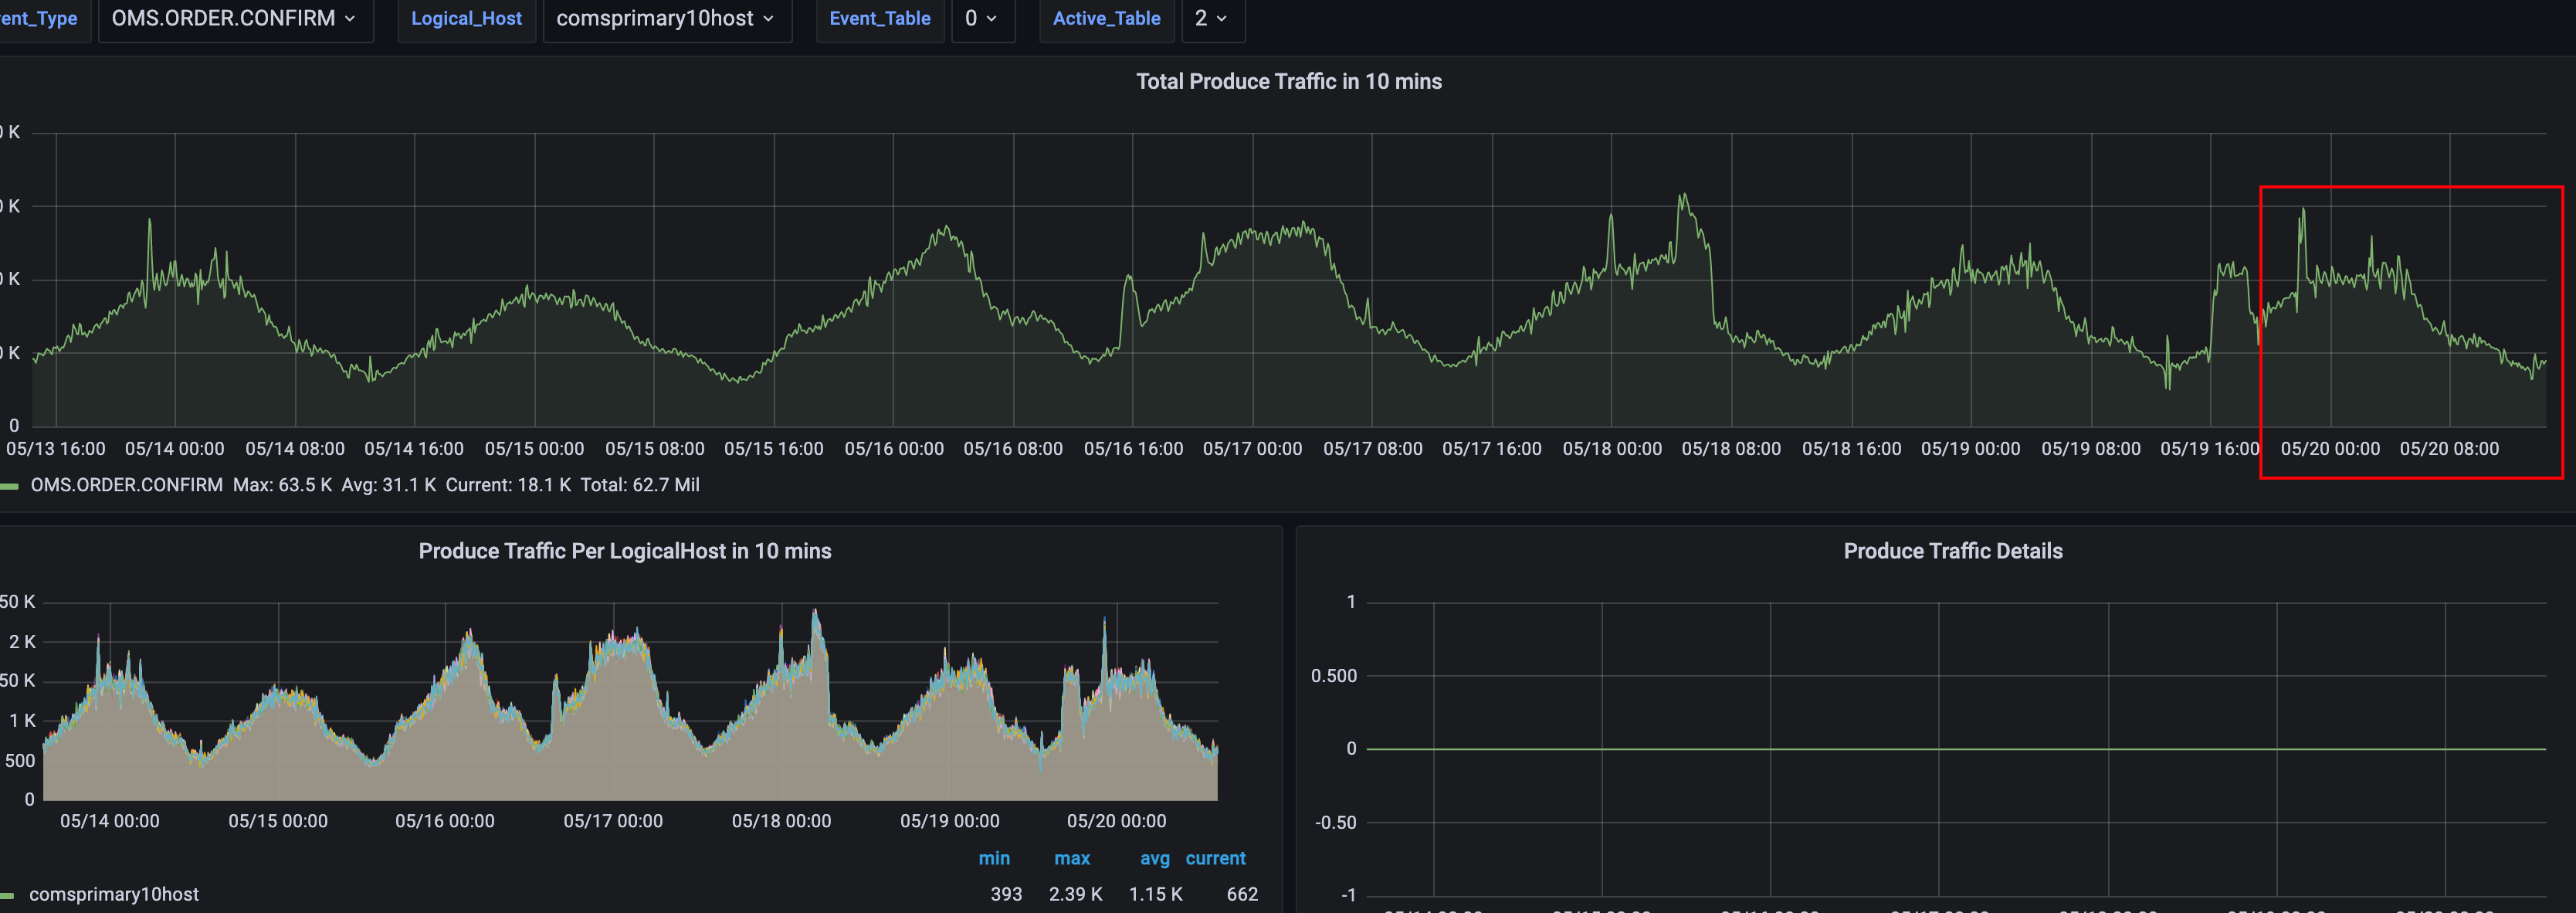 ent_Type OMS.ORDER.CONFIRM Logical_Host comsprimary10host Event_Table 0 Active_Table 2
Total Produce Traffic in 10 mins
0 K
0 K
0 K
0 K
0
05/13 16:00 05/14 00:00 05/14 08:00 05/14 16:00 05/15 00:00 05/15 08:00 05/15 16:00 05/16 00:00 05/16 08:00 05/16 16:00 05/17 00:00 05/17 08:00 05/17 16:00 05/18 00:00 05/18 08:00 05/18 16:00 05/19 00:00 05/19 08:00 05/19 16:00 05/20 00:00 05/20 08:00
OMS.ORDER.CONFIRM Max: 63.5 K Avg: 31.1 K Current: 18.1 K Total: 62.7 Mil
Produce Traffic Per LogicalHost in 10 mins
50 K
2 K
50 K
1 K
500
0
05/14 00:00 05/15 00:00 05/16 00:00 05/17 00:00 05/18 00:00 05/19 00:00 05/20 00:00
min max avg current
comsprimary10host 393 2.39 K 1.15 K 662
Produce Traffic Details
1
0.500
0
-0.50
-1